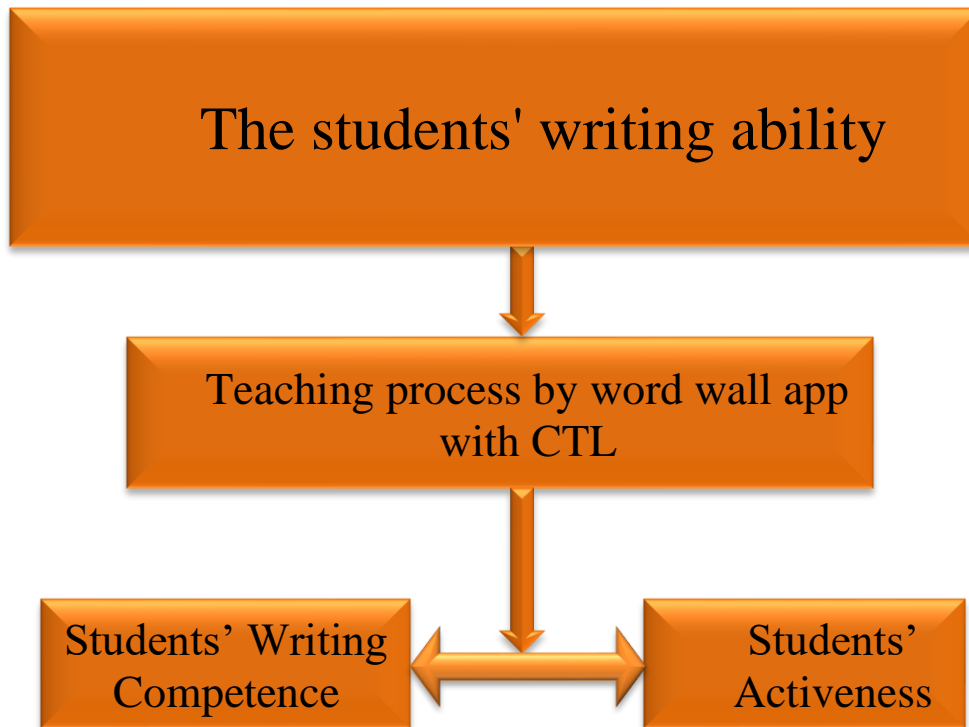 The students' writing ability
Teaching process by word wall app
with CTL
Students’ Writing
Competence
Students’
Activeness